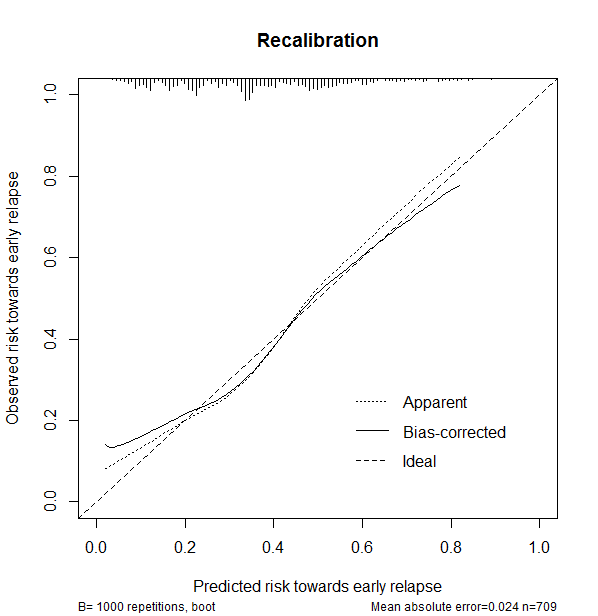 Recalibration
Observed risk towards early relapse
1.0
0.8
0.6
0.4
0.2
0.0
Apparent
Bias-corrected
Ideal
0.0 0.2 0.4 0.6 0.8 1.0
Predicted risk towards early relapse
B= 1000 repetitions, boot
Mean absolute error=0.024 n=709